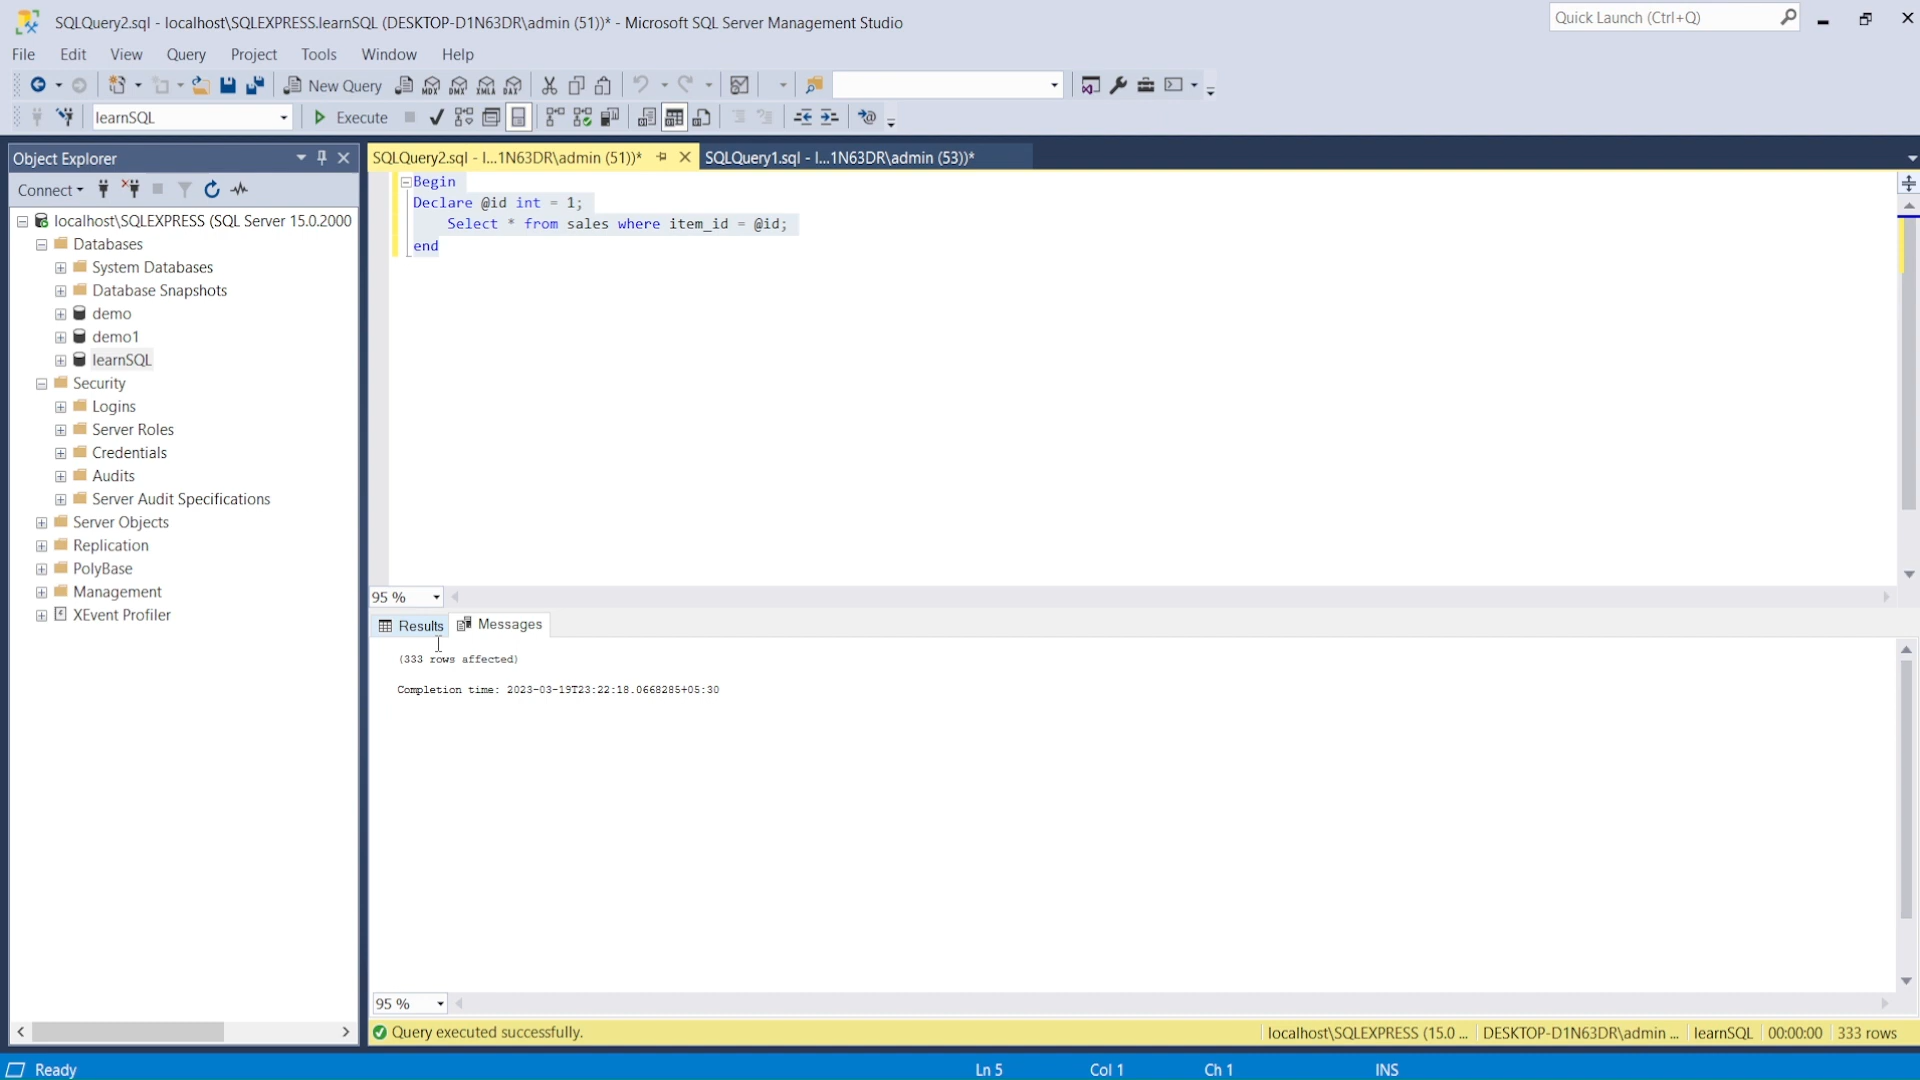 SQLQuery2.sql - localhost\SQLEXPRESS.learnSQL (DESKTOP-D1N63DR\admin (51))* - Microsoft SQL Server Management Studio
Quick Launch (Ctrl+Q)
File Edit View Query Project Tools Window Help
New Query MDX DMX XMLA DAX
learnSQL Execute
Object Explorer
SQLQuery2.sql - l...1N63DR\admin (51))* SQLQuery1.sql - l...1N63DR\admin (53))*
Connect
localhost\SQLEXPRESS (SQL Server 15.0.2000
Databases
System Databases
Database Snapshots
demo
demo1
learnSQL
Security
Logins
Server Roles
Credentials
Audits
Server Audit Specifications
Server Objects
Replication
PolyBase
Management
XEvent Profiler
Begin
Declare @id int = 1;
Select * from sales where item_id = @id;
end
95 %
Results Messages
(333 rows affected)
Completion time: 2023-03-19T23:22:18.0668285+05:30
95 %
Query executed successfully. localhost\SQLEXPRESS (15.0 ... DESKTOP-D1N63DR\admin ... learnSQL 00:00:00 333 rows
Ready Ln 5 Col 1 Ch 1 INS